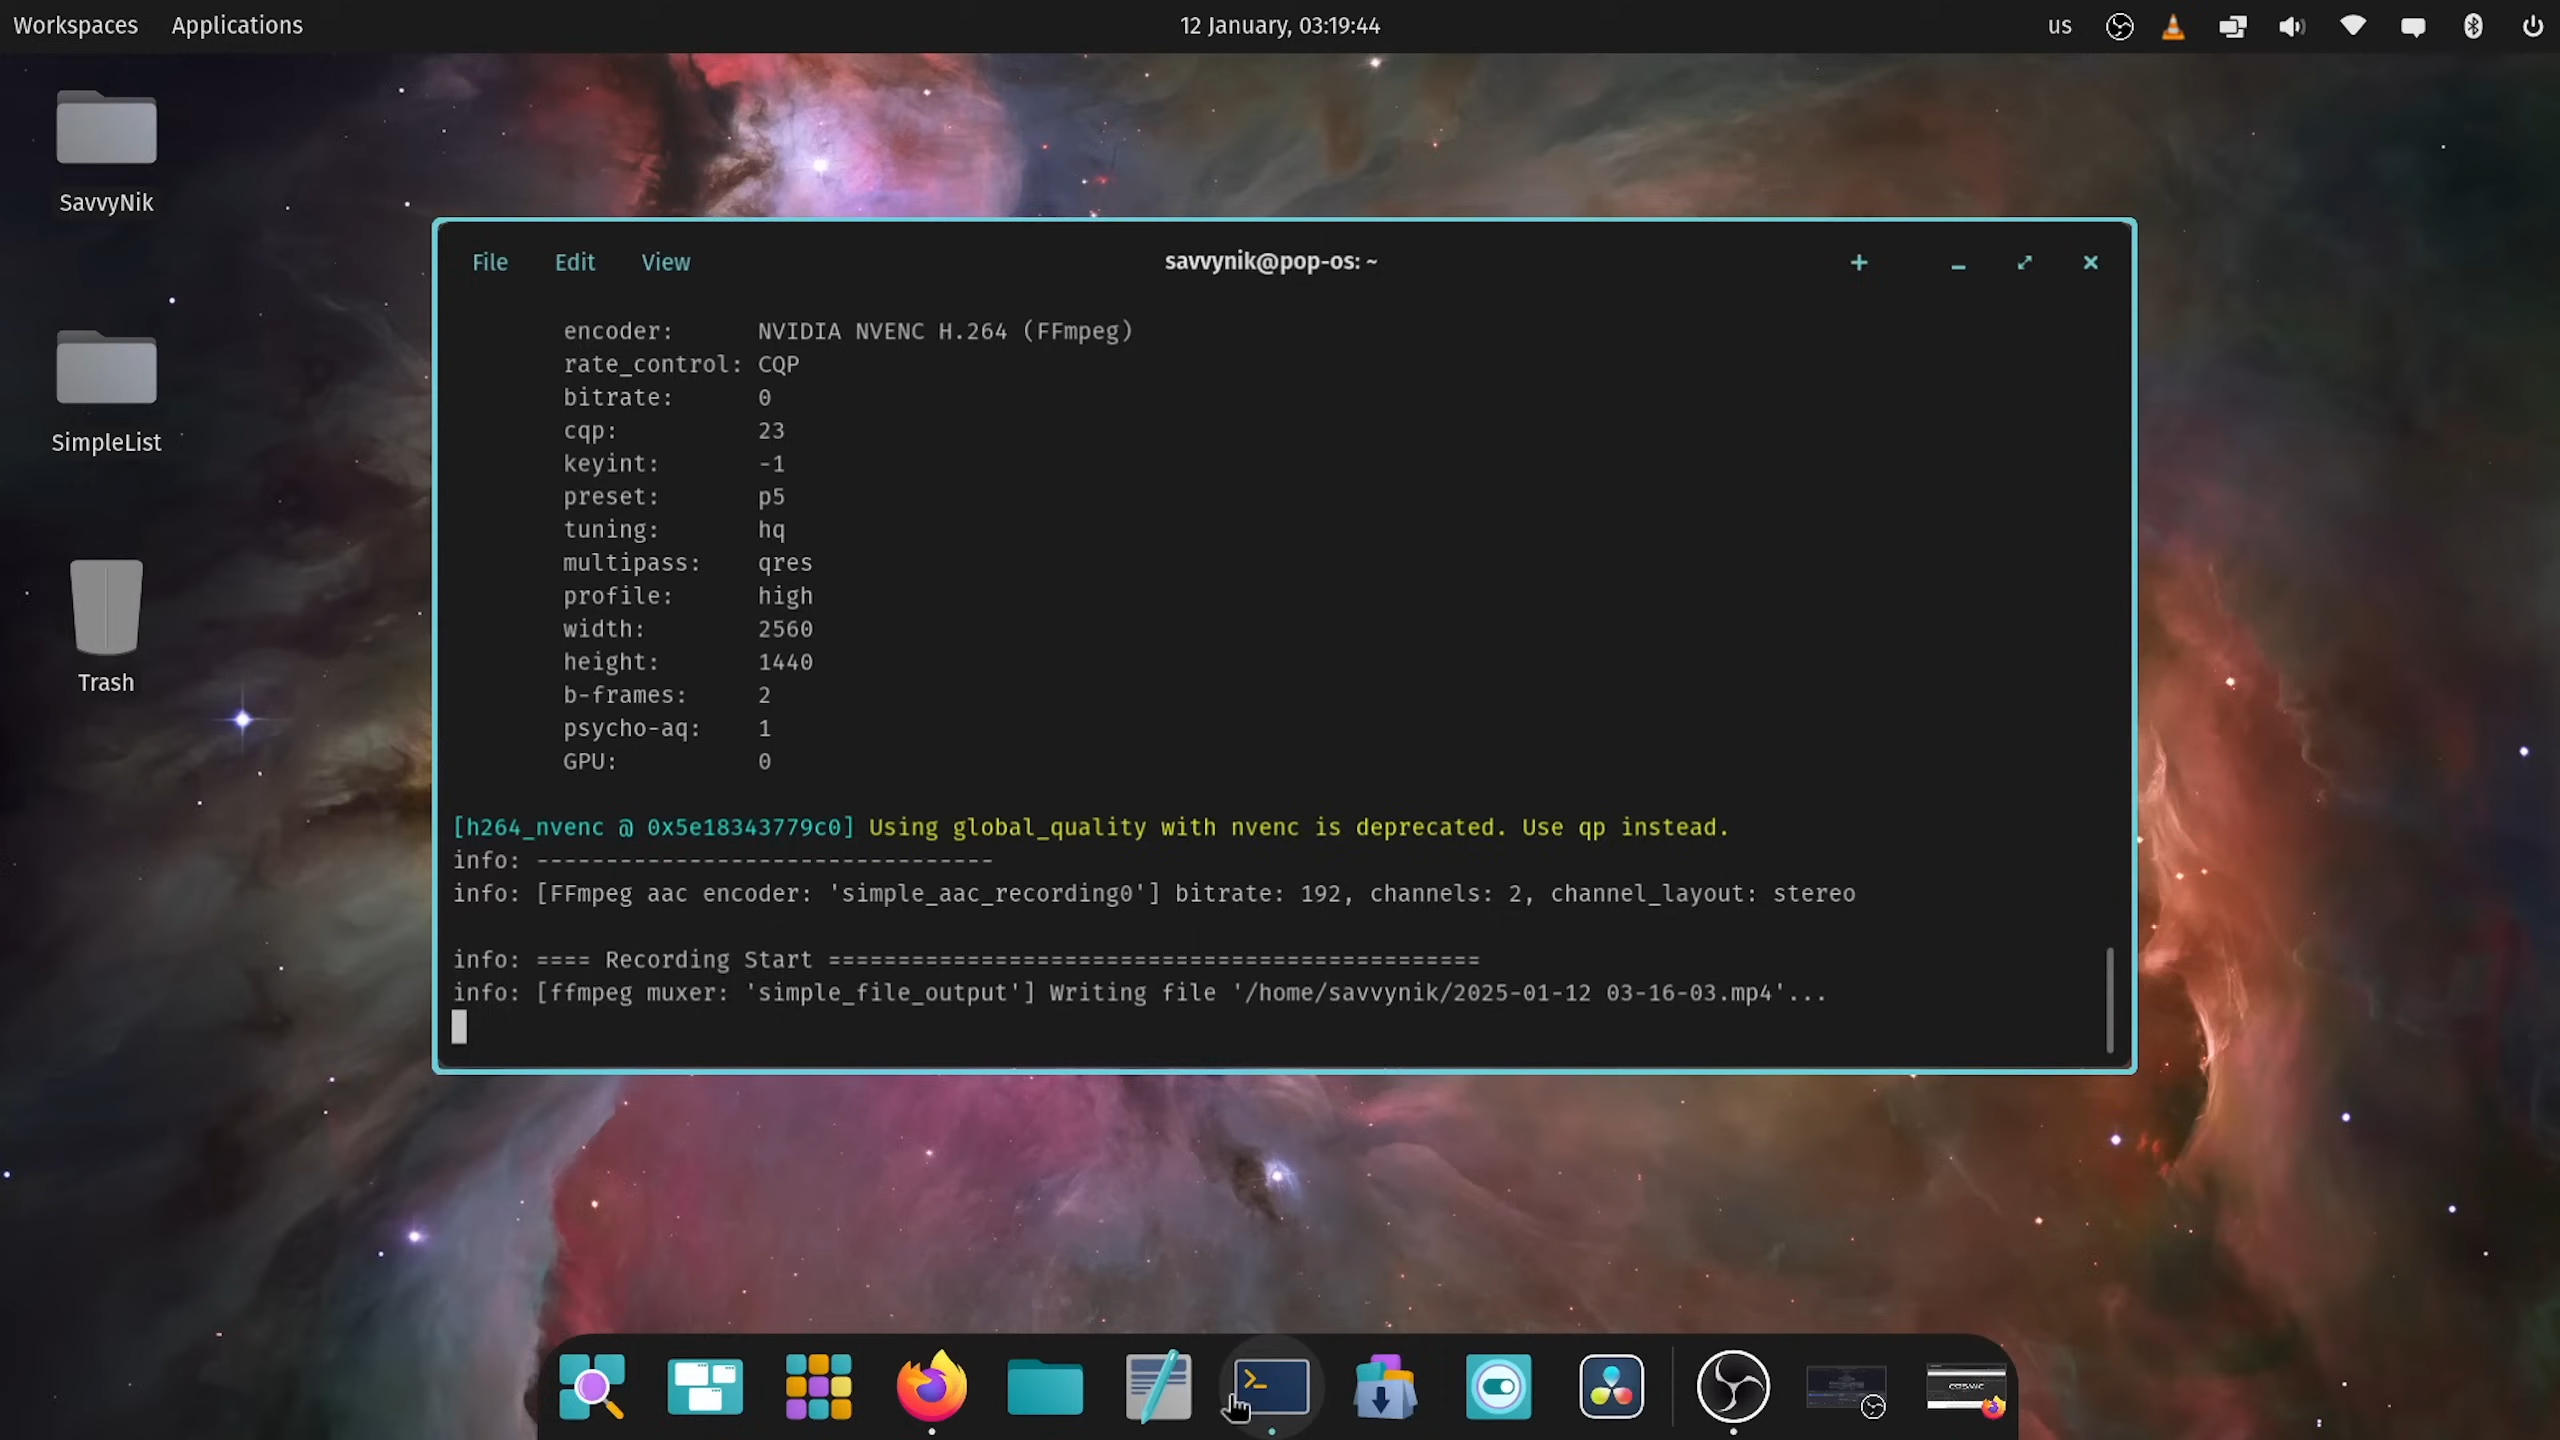 Workspaces Applications 12 January, 03:19:44 us
SavvyNik
SimpleList
Trash
File Edit View savvynik@pop-os: ~
encoder: NVIDIA NVENC H.264 (FFmpeg)
rate_control: CQP
bitrate: 0
cqp: 23
keyint: -1
preset: p5
tuning: hq
multipass: qres
profile: high
width: 2560
height: 1440
b-frames: 2
psycho-aq: 1
GPU: 0
[h264_nvenc @ 0x5e18343779c0] Using global_quality with nvenc is deprecated. Use qp instead.
info: ---------------------------------
info: [FFmpeg aac encoder: 'simple_aac_recording0'] bitrate: 192, channels: 2, channel_layout: stereo
info: ==== Recording Start ===============================================
info: [ffmpeg muxer: 'simple_file_output'] Writing file '/home/savvynik/2025-01-12 03-16-03.mp4'...
COSMIC